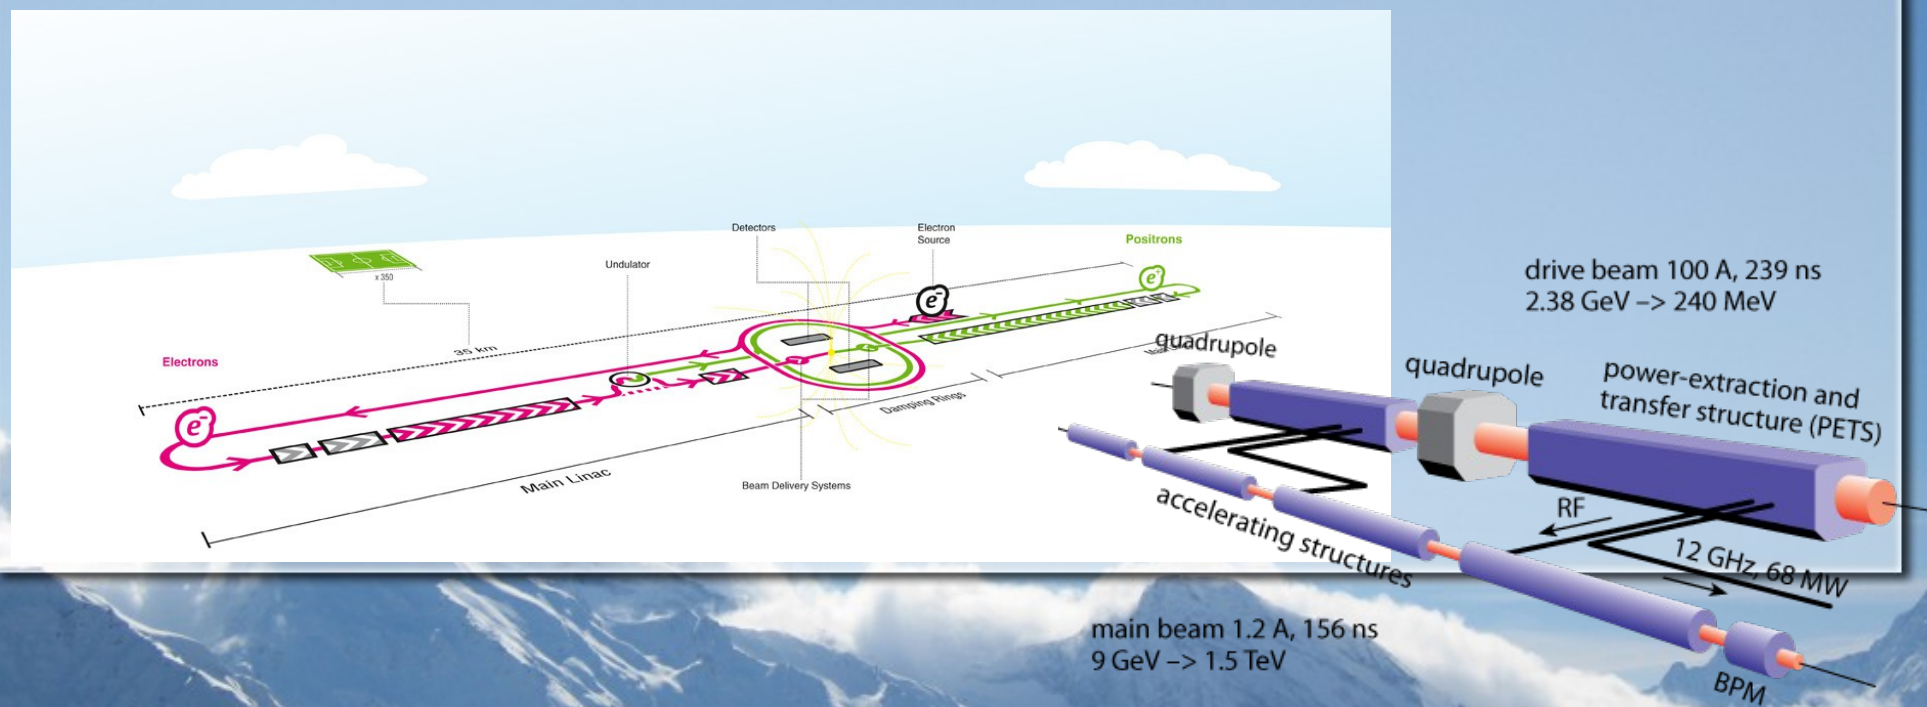 Detectors
Electron
Source
Positrons
Undulator
x 350
e⁺
e⁻
35 km
Electrons
e⁻
Damping Rings
Main Linac
Beam Delivery Systems
drive beam 100 A, 239 ns
2.38 GeV –> 240 MeV
quadrupole
quadrupole
power-extraction and
transfer structure (PETS)
accelerating structures
RF
12 GHz, 68 MW
main beam 1.2 A, 156 ns
9 GeV –> 1.5 TeV
BPM